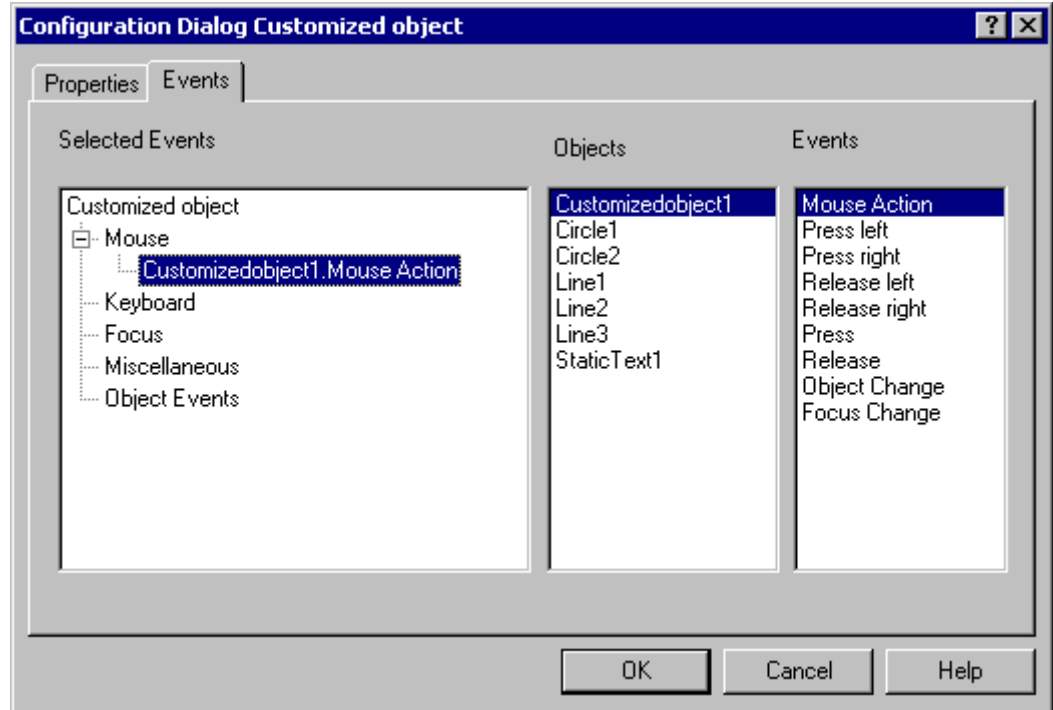 Configuration Dialog Customized object
Properties
Events
Selected Events
Objects
Events
Customized object
Mouse
Customizedobject1.Mouse Action
Keyboard
Focus
Miscellaneous
Object Events
Customizedobject1
Circle1
Circle2
Line1
Line2
Line3
StaticText1
Mouse Action
Press left
Press right
Release left
Release right
Press
Release
Object Change
Focus Change
OK
Cancel
Help